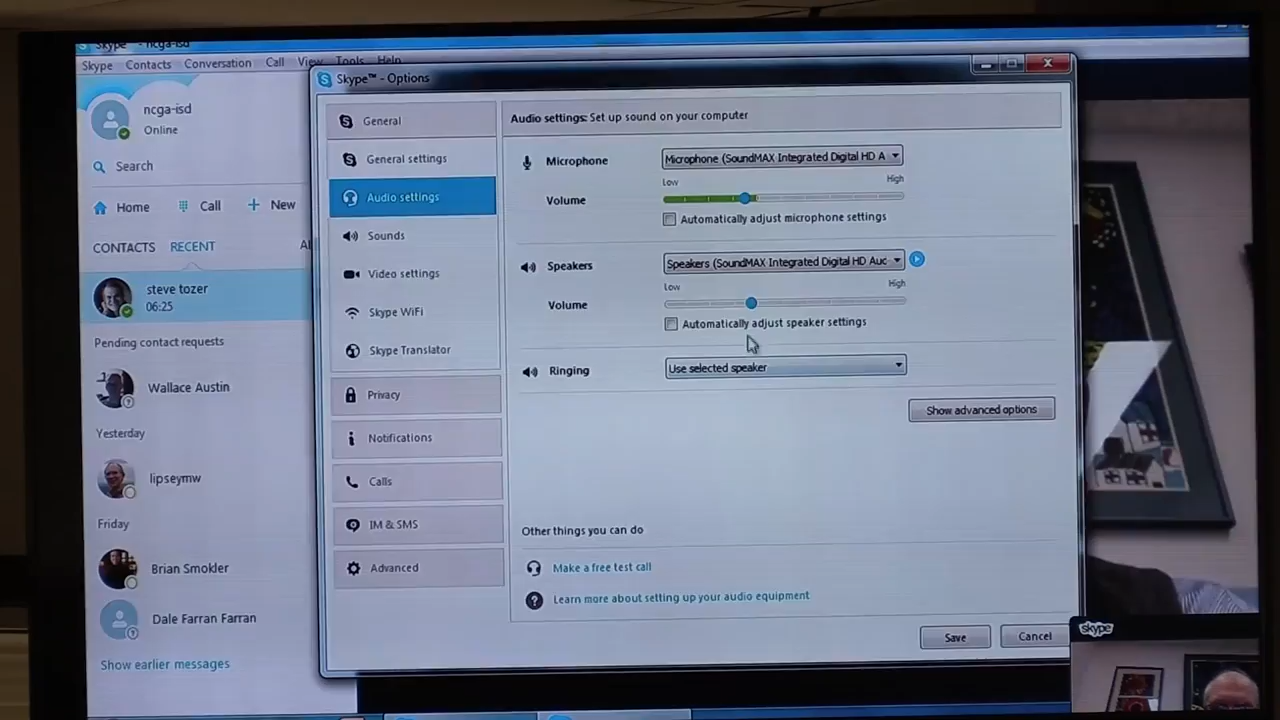 Skype™ - ncga-isd
Skype Contacts Conversation Call View Tools Help
ncga-isd
Online
Search
Home Call New
CONTACTS RECENT
steve tozer
06:25
Pending contact requests
Wallace Austin
Yesterday
lipseymw
Friday
Brian Smokler
Dale Farran Farran
Show earlier messages
Skype™ - Options
General
General settings
Audio settings
Sounds
Video settings
Skype WiFi
Skype Translator
Privacy
Notifications
Calls
IM & SMS
Advanced
Audio settings: Set up sound on your computer
Microphone
Microphone (SoundMAX Integrated Digital HD A
Low High
Volume
Automatically adjust microphone settings
Speakers
Speakers (SoundMAX Integrated Digital HD Auc
Low High
Volume
Automatically adjust speaker settings
Ringing
Use selected speaker
Show advanced options
Other things you can do
Make a free test call
Learn more about setting up your audio equipment
Save Cancel
skype